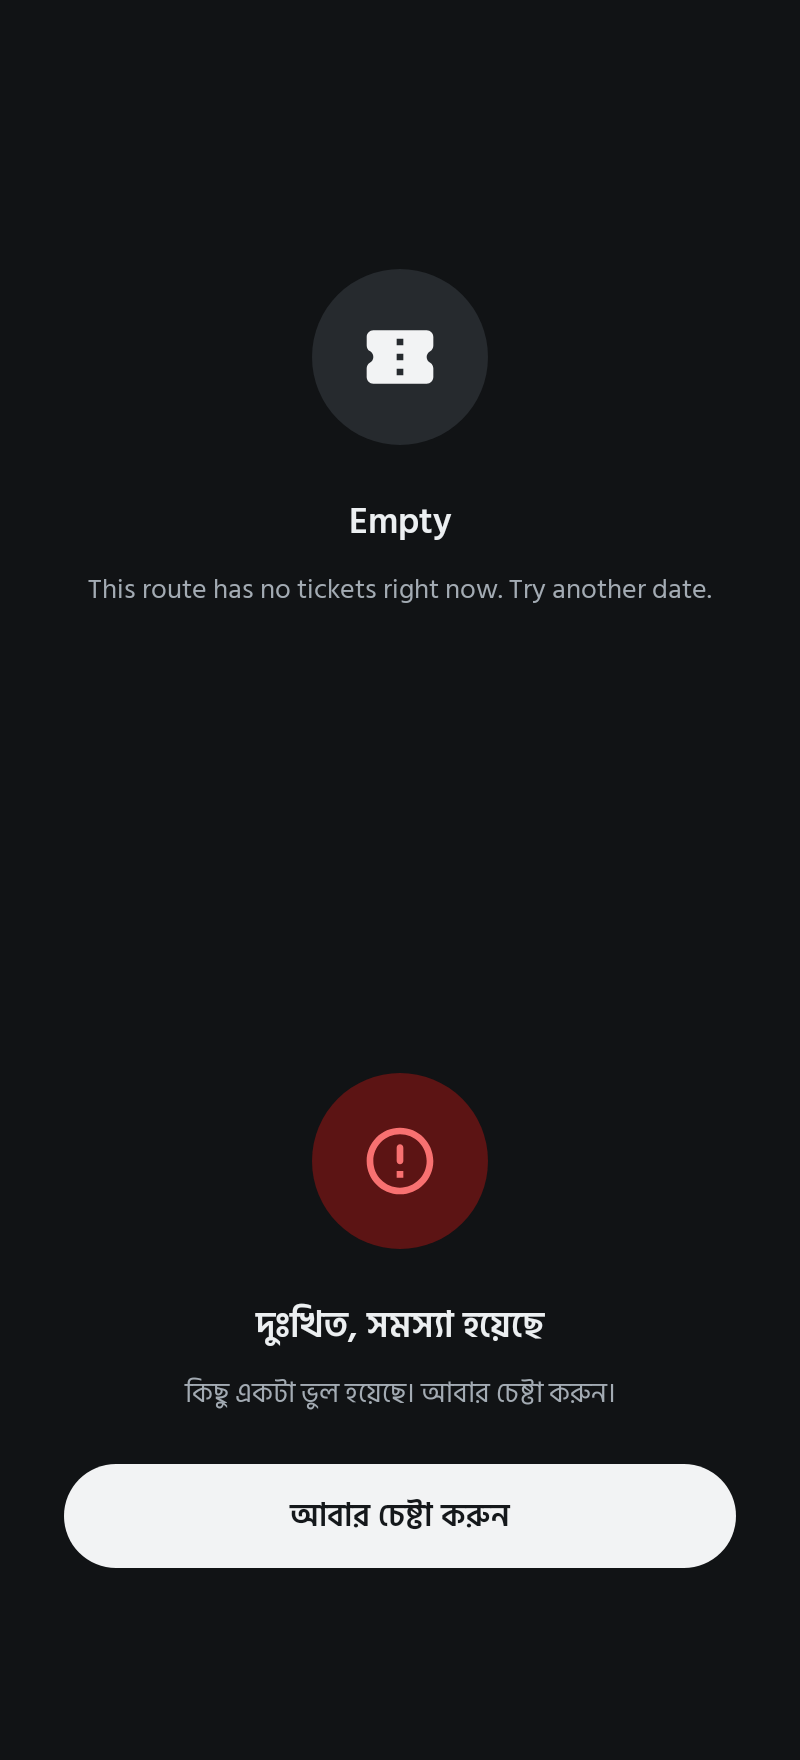 Empty
This route has no tickets right now. Try another date.
দুঃখিত, সমস্যা হয়েছে
কিছু একটা ভুল হয়েছে। আবার চেষ্টা করুন।
আবার চেষ্টা করুন